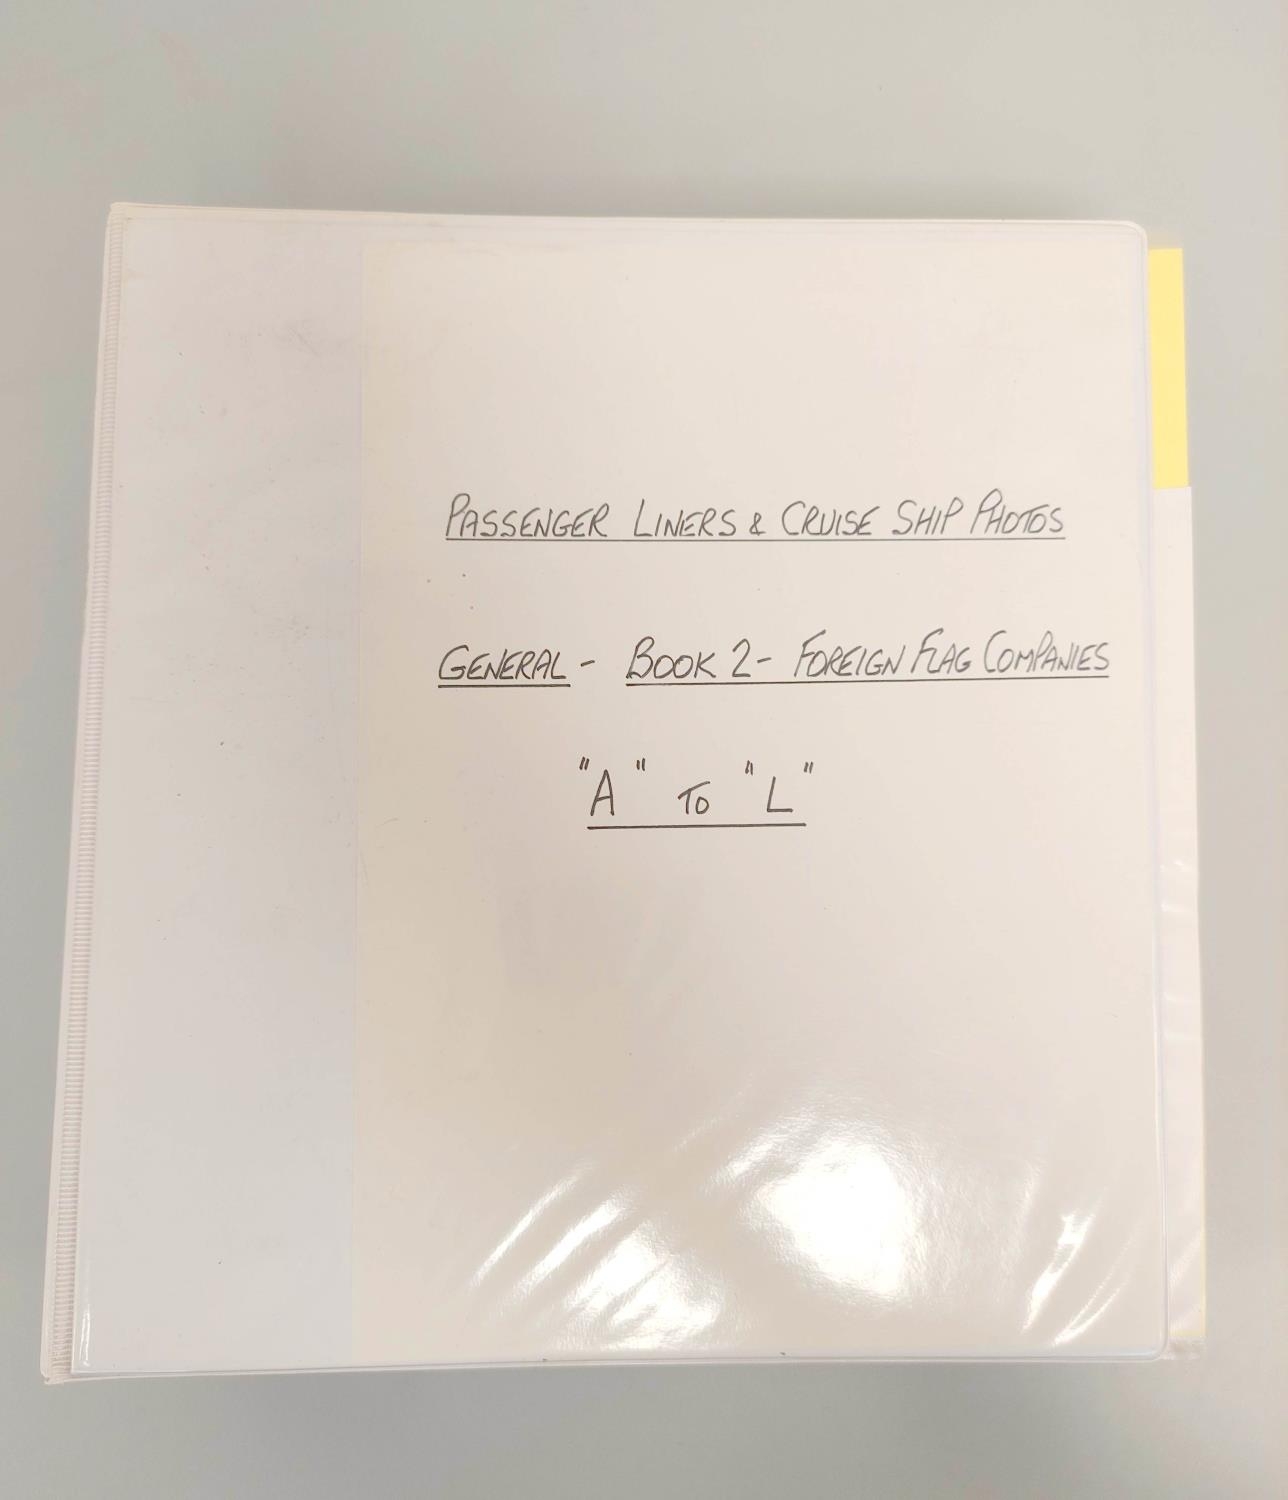 PASSENGER LINERS & CRUISE SHIP PHOTOS
GENERAL - BOOK 2 - FOREIGN FLAG COMPANIES
"A" TO "L"